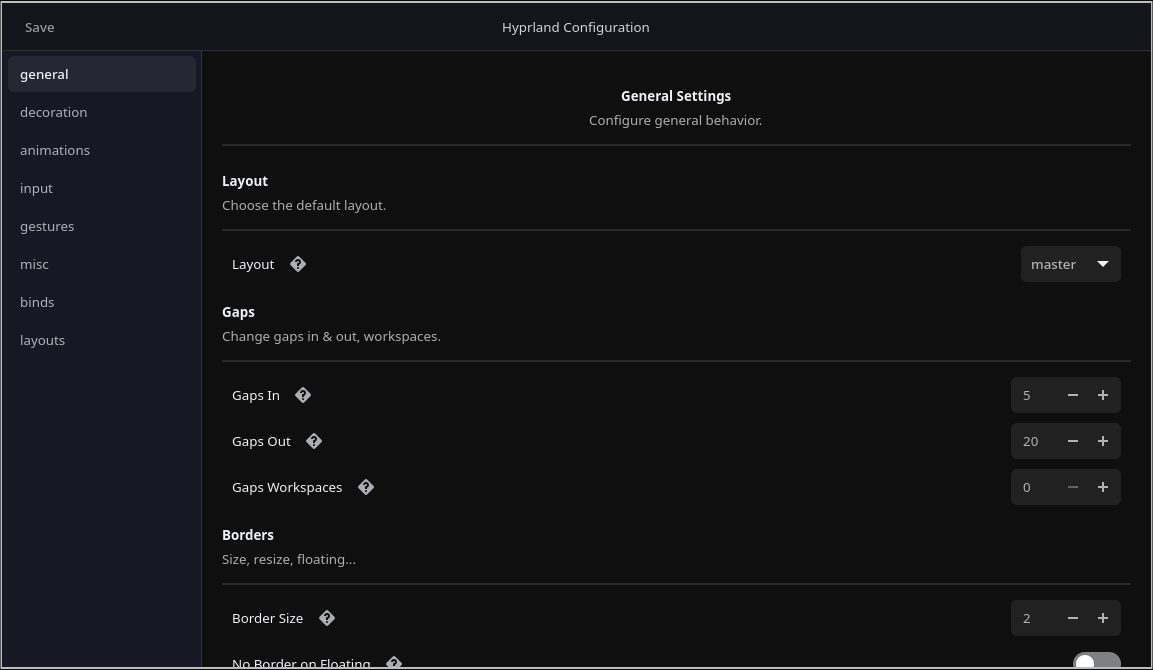 Save
Hyprland Configuration
general
decoration
animations
input
gestures
misc
binds
layouts
General Settings
Configure general behavior.
Layout
Choose the default layout.
Layout ? master
Gaps
Change gaps in & out, workspaces.
Gaps In ? 5 − +
Gaps Out ? 20 − +
Gaps Workspaces ? 0 − +
Borders
Size, resize, floating...
Border Size ? 2 − +
No Border on Floating ?